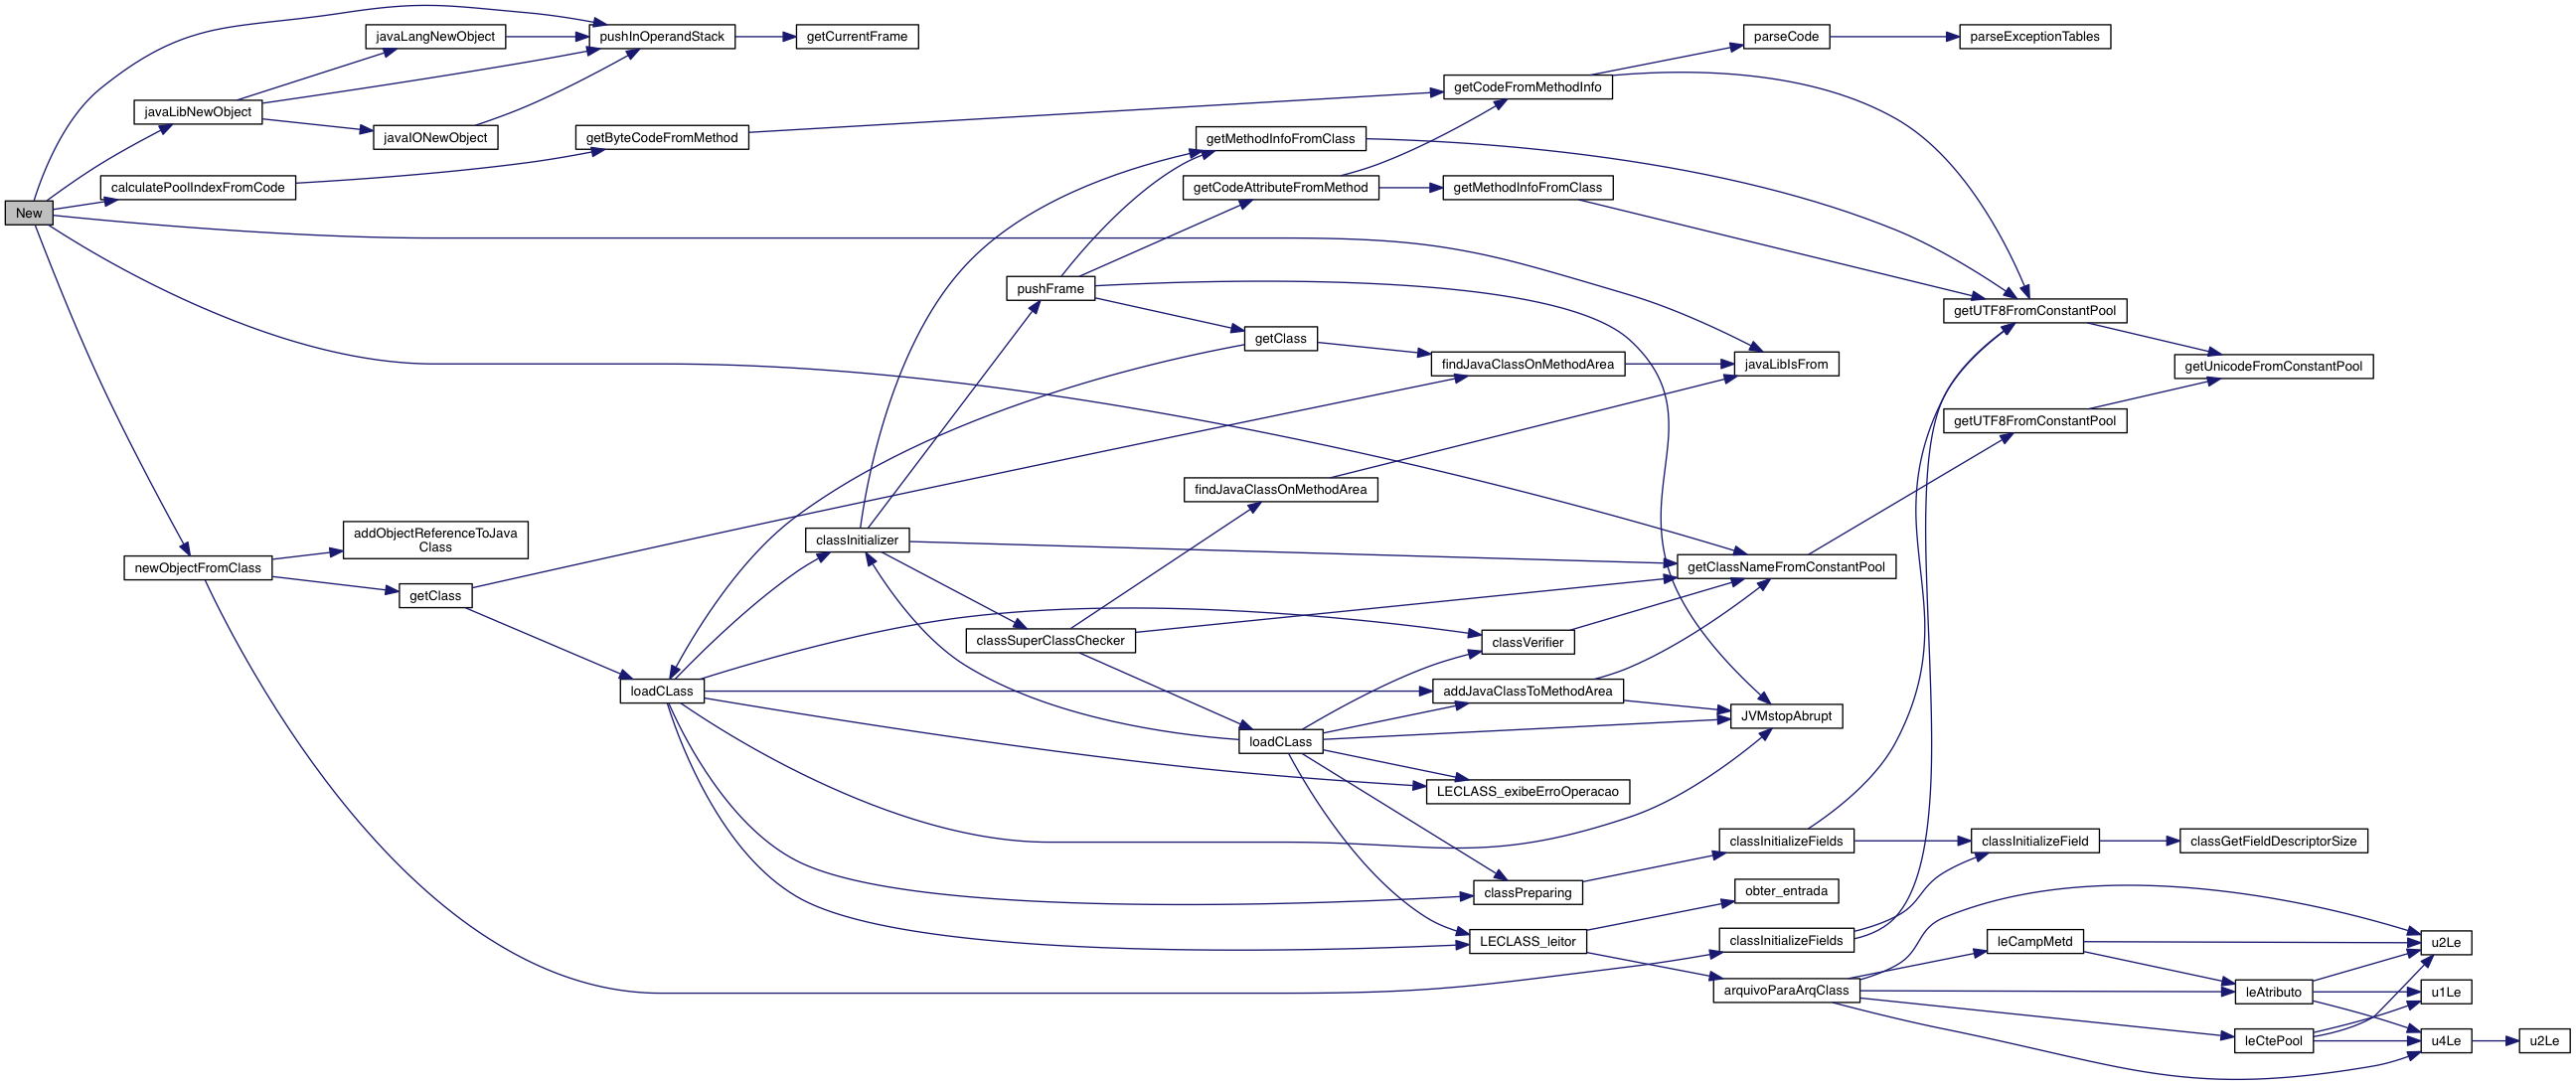 New
javaLangNewObject
javaLibNewObject
javaIONewObject
calculatePoolIndexFromCode
pushInOperandStack
getCurrentFrame
getByteCodeFromMethod
newObjectFromClass
addObjectReferenceToJava
Class
getClass
loadCLass
classInitializer
pushFrame
classSuperClassChecker
getMethodInfoFromClass
getCodeAttributeFromMethod
getClass
findJavaClassOnMethodArea
loadCLass
getCodeFromMethodInfo
getMethodInfoFromClass
findJavaClassOnMethodArea
classVerifier
addJavaClassToMethodArea
LECLASS_exibeErroOperacao
classPreparing
LECLASS_leitor
parseCode
parseExceptionTables
javaLibIsFrom
getClassNameFromConstantPool
JVMstopAbrupt
classInitializeFields
obter_entrada
classInitializeFields
arquivoParaArqClass
getUTF8FromConstantPool
getUTF8FromConstantPool
getUnicodeFromConstantPool
classInitializeField
classGetFieldDescriptorSize
leCampMetd
leAtributo
leCtePool
u2Le
u1Le
u4Le
u2Le